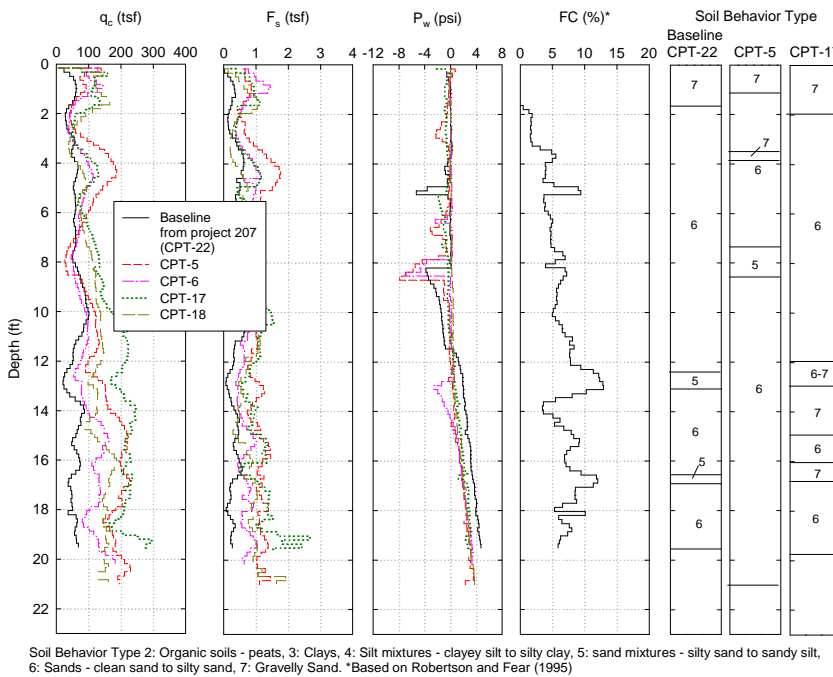 qc (tsf)
Fs (tsf)
Pw (psi)
FC (%)*
Soil Behavior Type
Baseline
CPT-22
CPT-5
CPT-17
0 100 200 300 400
0 1 2 3 4
-12 -8 -4 0 4 8
0 5 10 15 20
Depth (ft)
0
2
4
6
8
10
12
14
16
18
20
22
Baseline
from project 207
(CPT-22)
CPT-5
CPT-6
CPT-17
CPT-18
7
6
5
6
5
6
7
7
6
5
6
7
6
6-7
7
6
7
6
Soil Behavior Type 2: Organic soils - peats, 3: Clays, 4: Silt mixtures - clayey silt to silty clay, 5: sand mixtures - silty sand to sandy silt,
6: Sands - clean sand to silty sand, 7: Gravelly Sand. *Based on Robertson and Fear (1995)